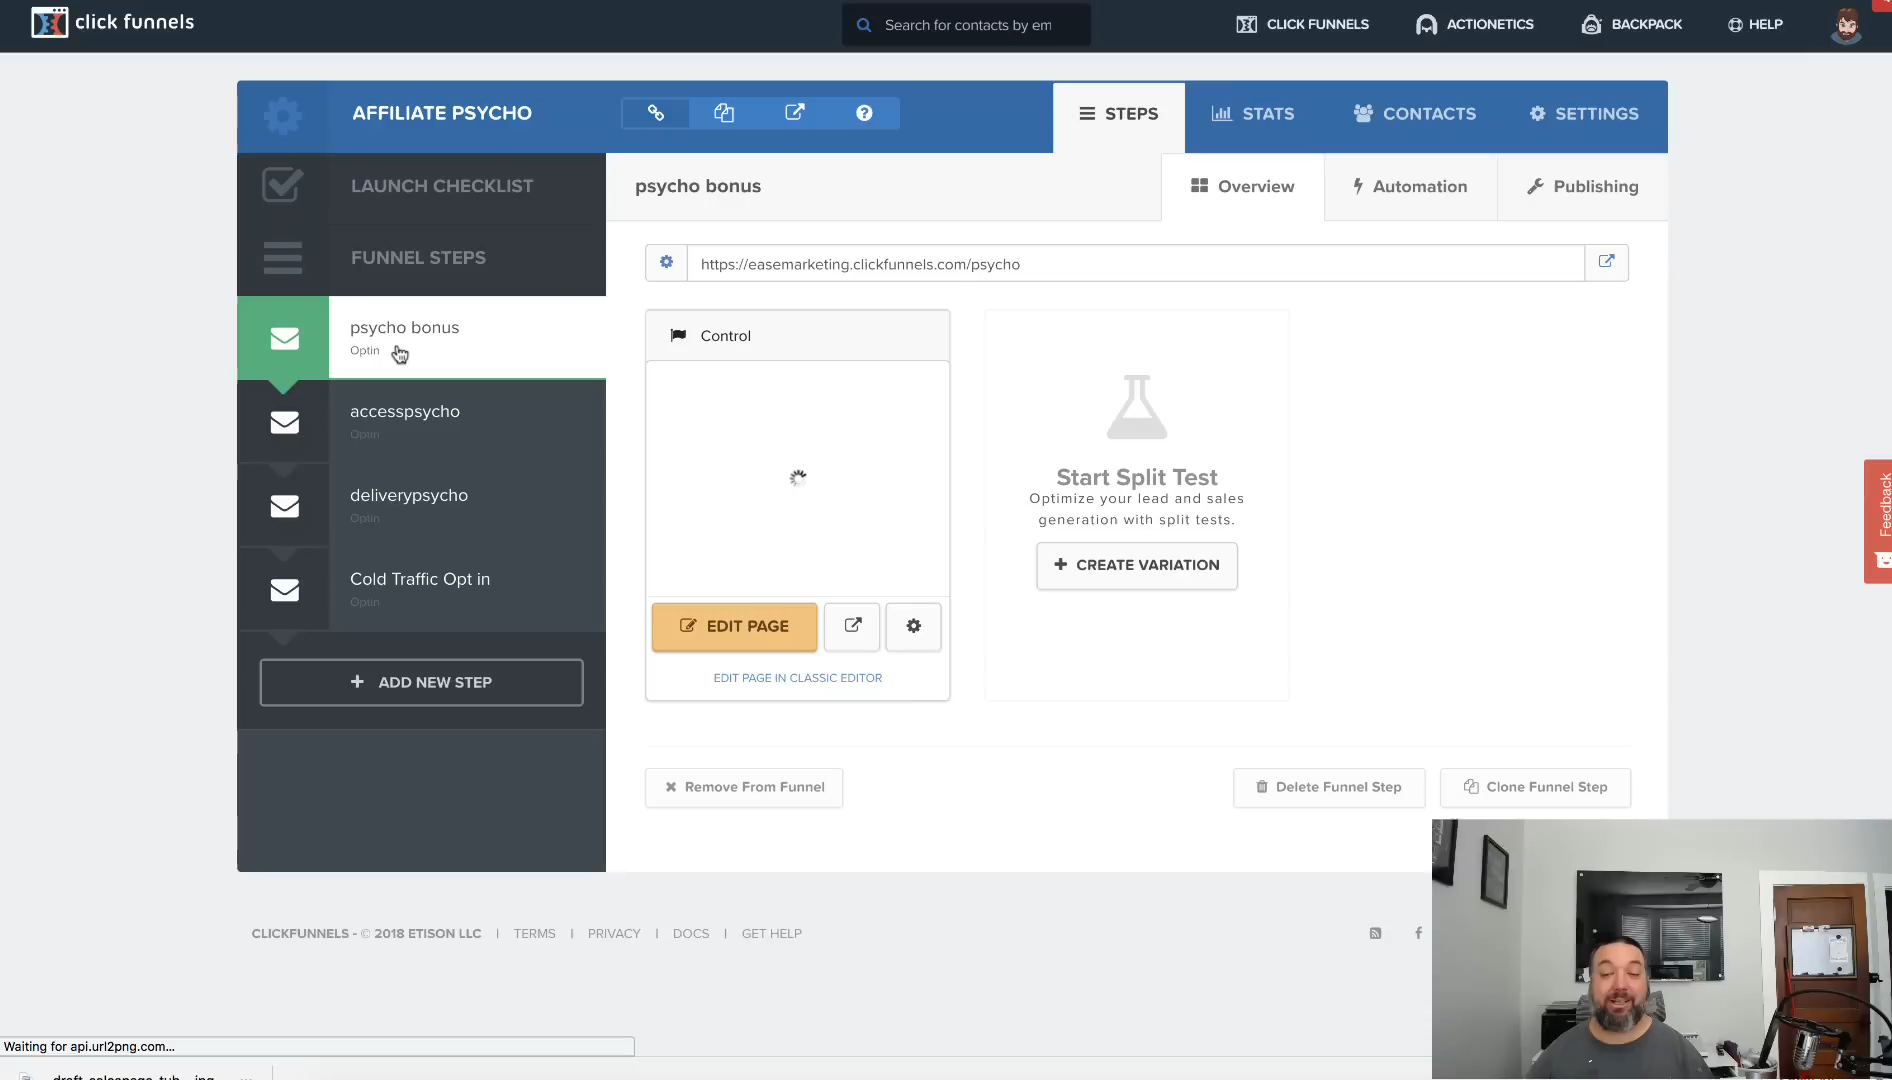 click funnels
Search for contacts by em
CLICK FUNNELS
ACTIONETICS
BACKPACK
HELP
AFFILIATE PSYCHO
STEPS
STATS
CONTACTS
SETTINGS
LAUNCH CHECKLIST
FUNNEL STEPS
psycho bonus
Optin
accesspsycho
Optin
deliverypsycho
Optin
Cold Traffic Opt in
Optin
+ ADD NEW STEP
psycho bonus
Overview
Automation
Publishing
https://easemarketing.clickfunnels.com/psycho
Control
EDIT PAGE
EDIT PAGE IN CLASSIC EDITOR
Start Split Test
Optimize your lead and sales
generation with split tests.
+ CREATE VARIATION
Remove From Funnel
Delete Funnel Step
Clone Funnel Step
Feedback
CLICKFUNNELS - © 2018 ETISON LLC | TERMS | PRIVACY | DOCS | GET HELP
Waiting for api.url2png.com...